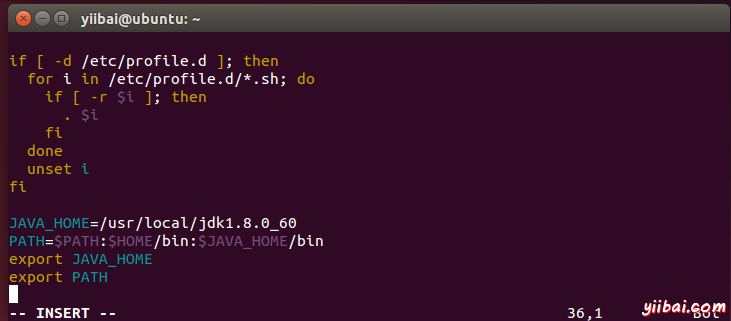 yiibai@ubuntu: ~
if [ -d /etc/profile.d ]; then
  for i in /etc/profile.d/*.sh; do
    if [ -r $i ]; then
      . $i
    fi
  done
  unset i
fi
JAVA_HOME=/usr/local/jdk1.8.0_60
PATH=$PATH:$HOME/bin:$JAVA_HOME/bin
export JAVA_HOME
export PATH
-- INSERT -- 36,1 Bot
yiibai.com